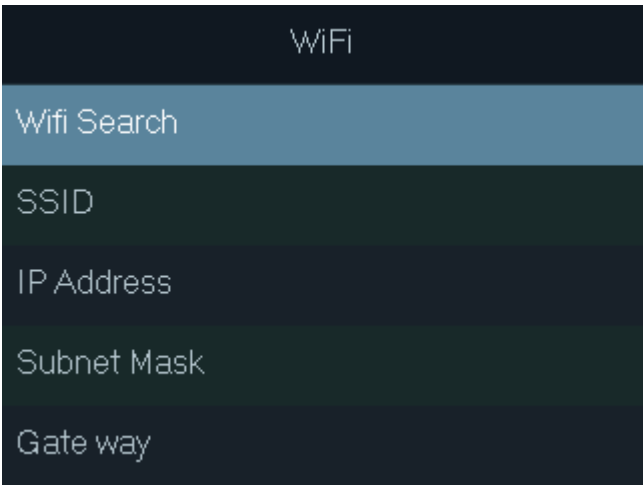 WiFi
Wifi Search
SSID
IP Address
Subnet Mask
Gate way